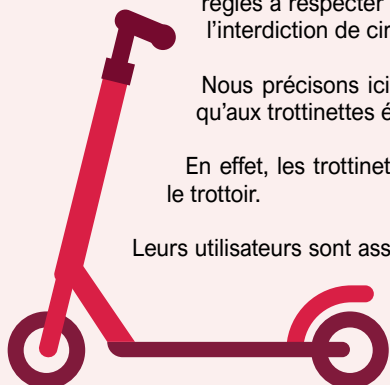 règles à respecter
l'interdiction de cir
Nous précisons ici
qu'aux trottinettes é
En effet, les trottinet
le trottoir.
Leurs utilisateurs sont ass